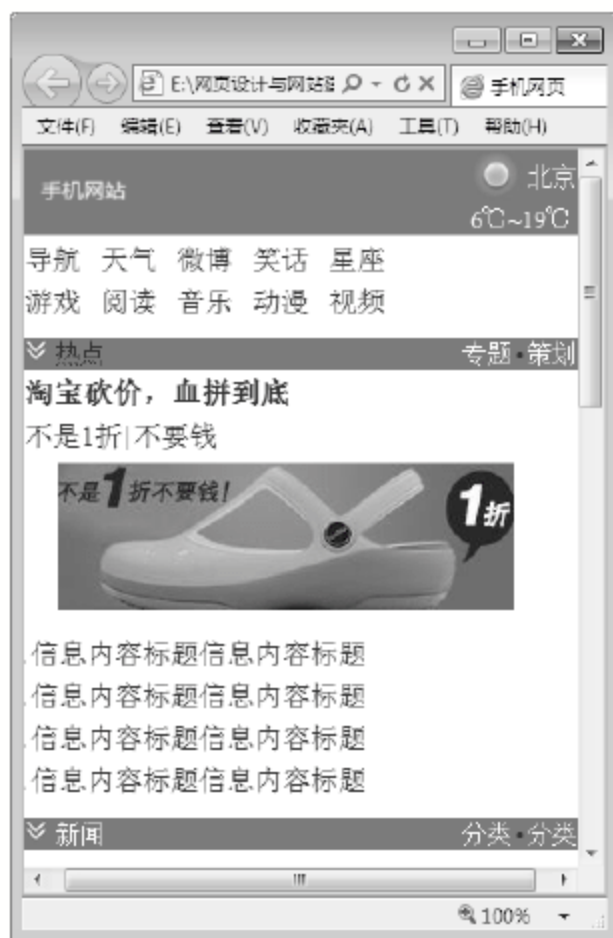 E:\网页设计与网站 手机网页
文件(F) 编辑(E) 查看(V) 收藏夹(A) 工具(T) 帮助(H)
手机网站
北京
6℃~19℃
导航 天气 微博 笑话 星座
游戏 阅读 音乐 动漫 视频
热点 专题·策划
淘宝砍价，血拼到底
不是1折|不要钱
不是1折不要钱!
1折
.信息内容标题信息内容标题
.信息内容标题信息内容标题
.信息内容标题信息内容标题
.信息内容标题信息内容标题
新闻 分类·分类
100%